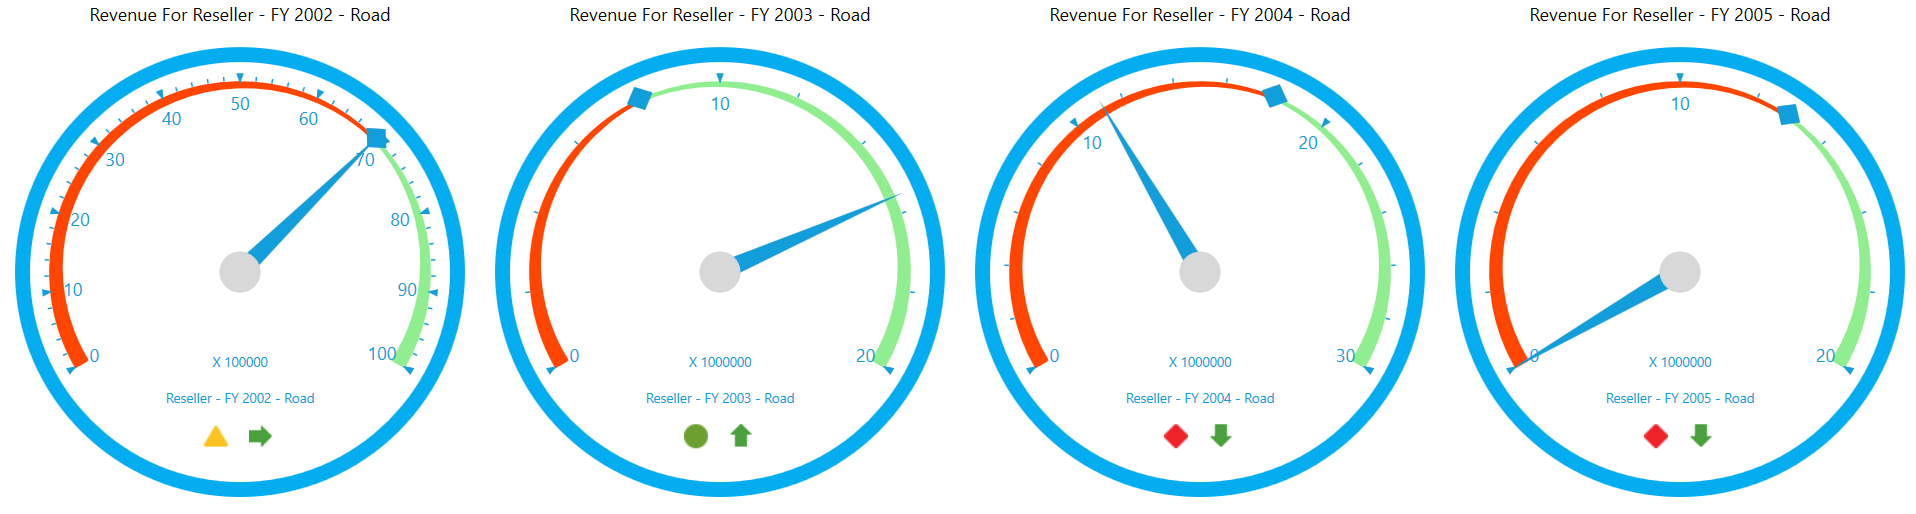 Revenue For Reseller - FY 2002 - Road
50
40
60
30
70
20
80
10
90
0
100
X 100000
Reseller - FY 2002 - Road
Revenue For Reseller - FY 2003 - Road
10
0
20
X 1000000
Reseller - FY 2003 - Road
Revenue For Reseller - FY 2004 - Road
10
20
0
30
X 1000000
Reseller - FY 2004 - Road
Revenue For Reseller - FY 2005 - Road
10
0
20
X 1000000
Reseller - FY 2005 - Road